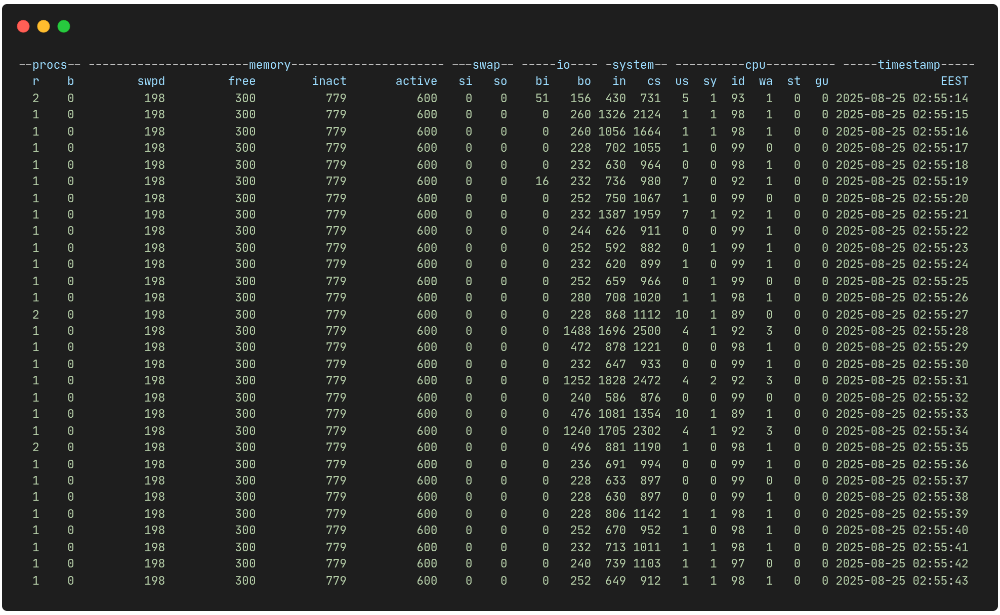 --procs-- -----------------------memory---------------------- ---swap-- -----io---- -system-- ----------cpu---------- -----timestamp-----
  r    b         swpd         free        inact       active   si   so    bi    bo   in   cs  us  sy  id  wa  st  gu                EEST
  2    0          198          300          779          600    0    0    51   156  430  731   5   1  93   1   0   0 2025-08-25 02:55:14
  1    0          198          300          779          600    0    0     0   260 1326 2124   1   1  98   1   0   0 2025-08-25 02:55:15
  1    0          198          300          779          600    0    0     0   260 1056 1664   1   1  98   1   0   0 2025-08-25 02:55:16
  1    0          198          300          779          600    0    0     0   228  702 1055   1   0  99   0   0   0 2025-08-25 02:55:17
  1    0          198          300          779          600    0    0     0   232  630  964   0   0  98   1   0   0 2025-08-25 02:55:18
  1    0          198          300          779          600    0    0    16   232  736  980   7   0  92   1   0   0 2025-08-25 02:55:19
  1    0          198          300          779          600    0    0     0   252  750 1067   1   0  99   0   0   0 2025-08-25 02:55:20
  1    0          198          300          779          600    0    0     0   232 1387 1959   7   1  92   1   0   0 2025-08-25 02:55:21
  1    0          198          300          779          600    0    0     0   244  626  911   0   0  99   1   0   0 2025-08-25 02:55:22
  1    0          198          300          779          600    0    0     0   252  592  882   0   1  99   1   0   0 2025-08-25 02:55:23
  1    0          198          300          779          600    0    0     0   232  620  899   1   0  99   1   0   0 2025-08-25 02:55:24
  1    0          198          300          779          600    0    0     0   252  659  966   0   1  99   0   0   0 2025-08-25 02:55:25
  1    0          198          300          779          600    0    0     0   280  708 1020   1   1  98   1   0   0 2025-08-25 02:55:26
  2    0          198          300          779          600    0    0     0   228  868 1112  10   1  89   0   0   0 2025-08-25 02:55:27
  1    0          198          300          779          600    0    0     0  1488 1696 2500   4   1  92   3   0   0 2025-08-25 02:55:28
  1    0          198          300          779          600    0    0     0   472  878 1221   0   0  98   1   0   0 2025-08-25 02:55:29
  1    0          198          300          779          600    0    0     0   232  647  933   0   0  99   1   0   0 2025-08-25 02:55:30
  1    0          198          300          779          600    0    0     0  1252 1828 2472   4   2  92   3   0   0 2025-08-25 02:55:31
  1    0          198          300          779          600    0    0     0   240  586  876   0   0  99   0   0   0 2025-08-25 02:55:32
  1    0          198          300          779          600    0    0     0   476 1081 1354  10   1  89   1   0   0 2025-08-25 02:55:33
  1    0          198          300          779          600    0    0     0  1240 1705 2302   4   1  92   3   0   0 2025-08-25 02:55:34
  2    0          198          300          779          600    0    0     0   496  881 1190   1   0  98   1   0   0 2025-08-25 02:55:35
  1    0          198          300          779          600    0    0     0   236  691  994   0   0  99   1   0   0 2025-08-25 02:55:36
  1    0          198          300          779          600    0    0     0   228  633  897   0   0  99   0   0   0 2025-08-25 02:55:37
  1    0          198          300          779          600    0    0     0   228  630  897   0   0  99   1   0   0 2025-08-25 02:55:38
  1    0          198          300          779          600    0    0     0   228  806 1142   1   1  98   1   0   0 2025-08-25 02:55:39
  1    0          198          300          779          600    0    0     0   252  670  952   1   0  98   1   0   0 2025-08-25 02:55:40
  1    0          198          300          779          600    0    0     0   232  713 1011   1   1  98   1   0   0 2025-08-25 02:55:41
  1    0          198          300          779          600    0    0     0   240  739 1103   1   1  97   0   0   0 2025-08-25 02:55:42
  1    0          198          300          779          600    0    0     0   252  649  912   1   1  98   1   0   0 2025-08-25 02:55:43